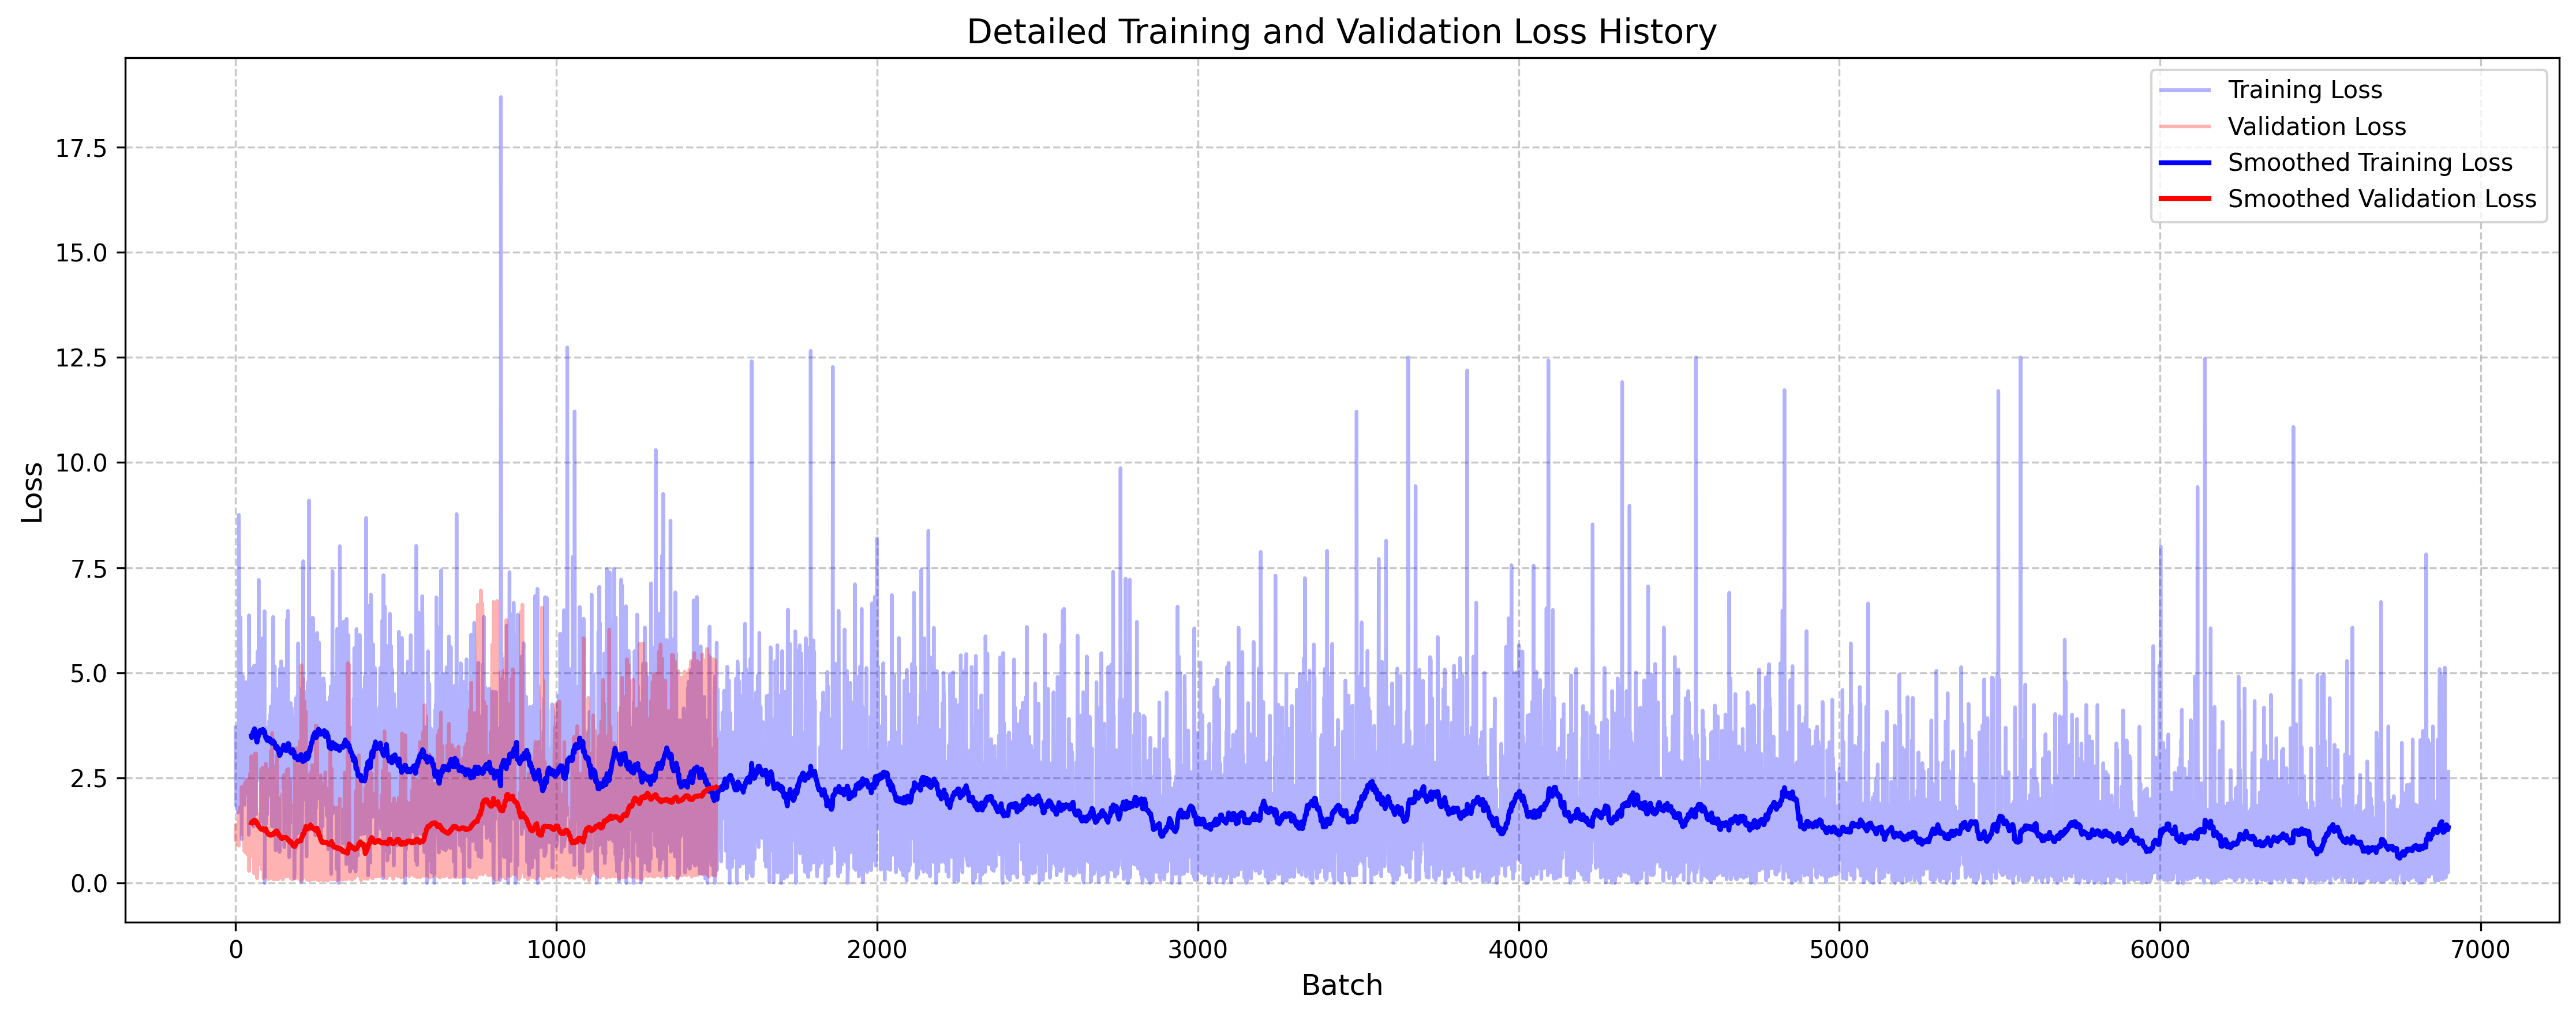 Detailed Training and Validation Loss History
Training Loss
Validation Loss
Smoothed Training Loss
Smoothed Validation Loss
17.5
15.0
12.5
10.0
7.5
5.0
2.5
0.0
Loss
0 1000 2000 3000 4000 5000 6000 7000
Batch